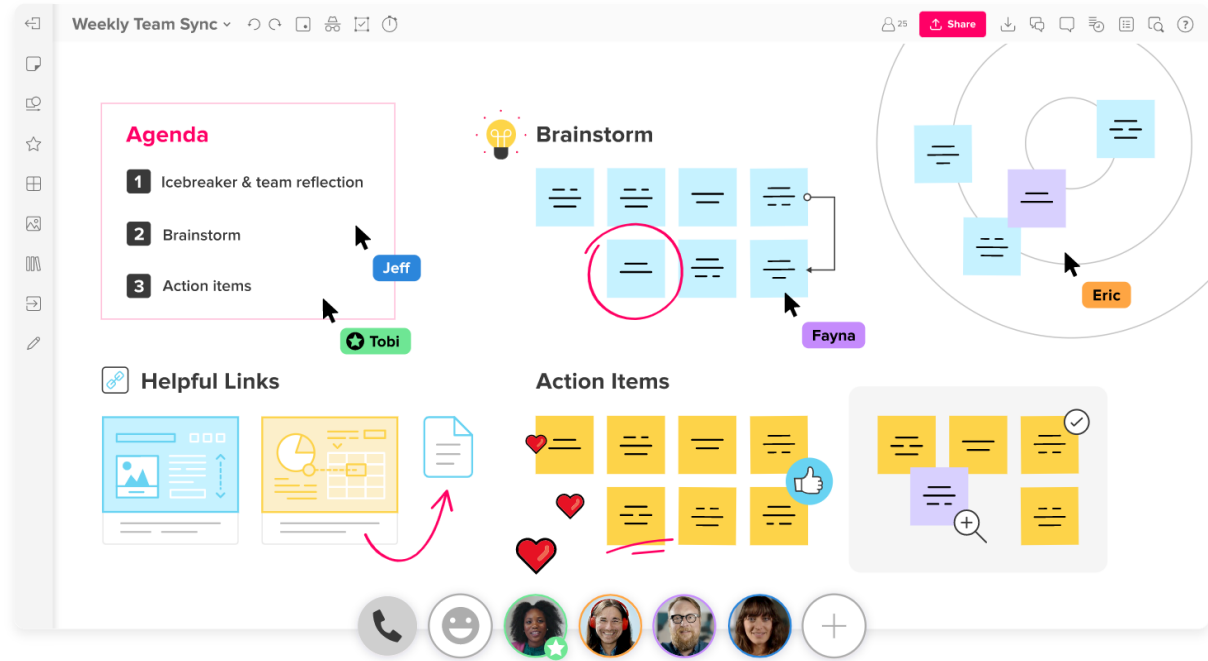 Weekly Team Sync
25
Share
?
Agenda
1 Icebreaker & team reflection
2 Brainstorm
3 Action items
Jeff
Tobi
Brainstorm
Fayna
Eric
Helpful Links
Action Items